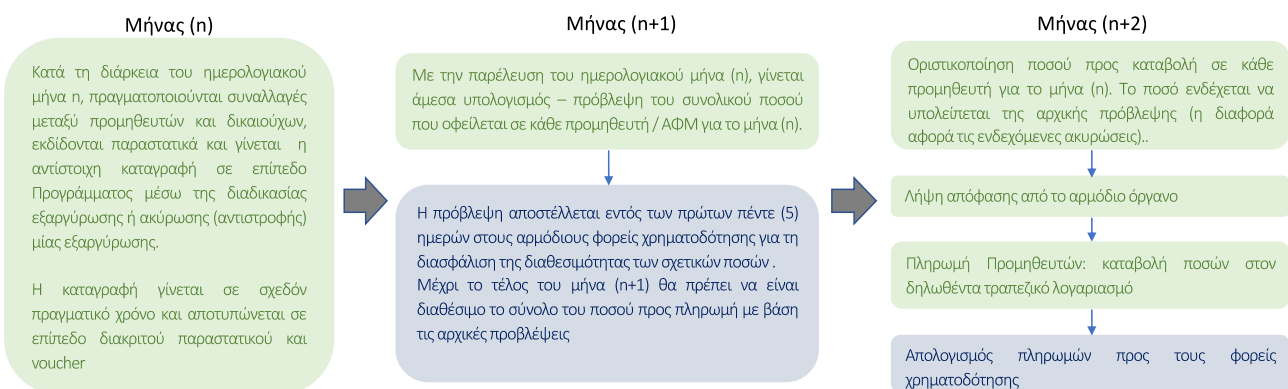 Μήνας (n)
Κατά τη διάρκεια του ημερολογιακού
μήνα n, πραγματοποιούνται συναλλαγές
μεταξύ προμηθευτών και δικαιούχων,
εκδίδονται παραστατικά και γίνεται η
αντίστοιχη καταγραφή σε επίπεδο
Προγράμματος μέσω της διαδικασίας
εξαργύρωσης ή ακύρωσης (αντιστροφής)
μίας εξαργύρωσης.
Η καταγραφή γίνεται σε σχεδόν
πραγματικό χρόνο και αποτυπώνεται σε
επίπεδο διακριτού παραστατικού και
voucher
Μήνας (n+1)
Με την παρέλευση του ημερολογιακού μήνα (n), γίνεται
άμεσα υπολογισμός – πρόβλεψη του συνολικού ποσού
που οφείλεται σε κάθε προμηθευτή / ΑΦΜ για το μήνα (n).
Η πρόβλεψη αποστέλλεται εντός των πρώτων πέντε (5)
ημερών στους αρμόδιους φορείς χρηματοδότησης για τη
διασφάλιση της διαθεσιμότητας των σχετικών ποσών .
Μέχρι το τέλος του μήνα (n+1) θα πρέπει να είναι
διαθέσιμο το σύνολο του ποσού προς πληρωμή με βάση
τις αρχικές προβλέψεις
Μήνας (n+2)
Οριστικοποίηση ποσού προς καταβολή σε κάθε
προμηθευτή για το μήνα (n). Το ποσό ενδέχεται να
υπολείπεται της αρχικής πρόβλεψης (η διαφορά
αφορά τις ενδεχόμενες ακυρώσεις)..
Λήψη απόφασης από το αρμόδιο όργανο
Πληρωμή Προμηθευτών: καταβολή ποσών στον
δηλωθέντα τραπεζικό λογαριασμό
Απολογισμός πληρωμών προς τους φορείς
χρηματοδότησης